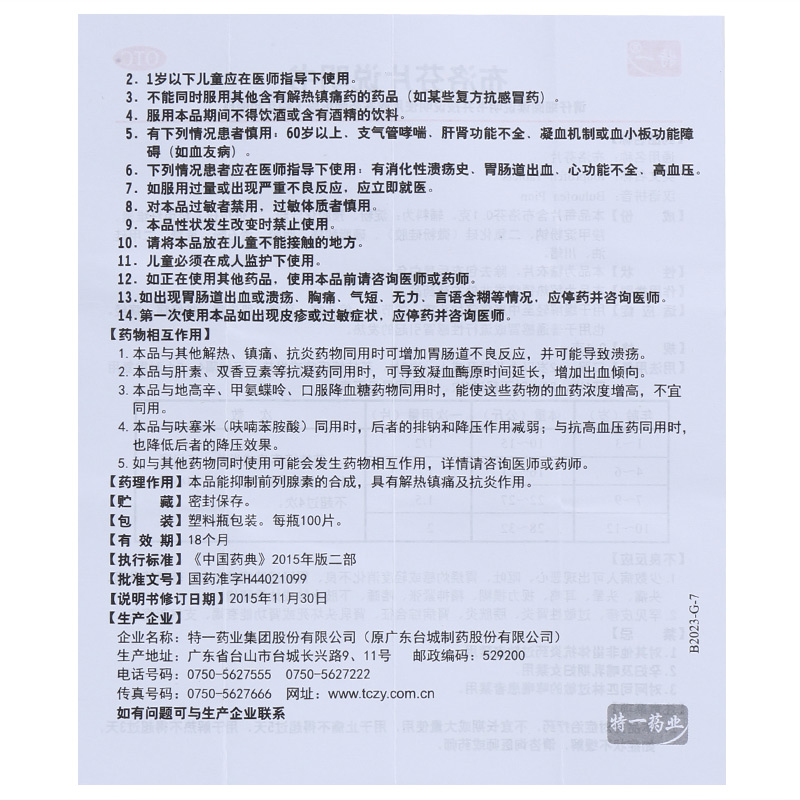 2. 1岁以下儿童应在医师指导下使用。
3. 不能同时服用其他含有解热镇痛药的药品（如某些复方抗感冒药）。
4. 服用本品期间不得饮酒或含有酒精的饮料。
5. 有下列情况患者慎用：60岁以上、支气管哮喘、肝肾功能不全、凝血机制或血小板功能障
碍（如血友病）。
6. 下列情况患者应在医师指导下使用：有消化性溃疡史、胃肠道出血、心功能不全、高血压。
7. 如服用过量或出现严重不良反应，应立即就医。
8. 对本品过敏者禁用，过敏体质者慎用。
9. 本品性状发生改变时禁止使用。
10. 请将本品放在儿童不能接触的地方。
11. 儿童必须在成人监护下使用。
12. 如正在使用其他药品，使用本品前请咨询医师或药师。
13. 如出现胃肠道出血或溃疡、胸痛、气短、无力、言语含糊等情况，应停药并咨询医师。
14. 第一次使用本品如出现皮疹或过敏症状，应停药并咨询医师。
【药物相互作用】
1. 本品与其他解热、镇痛、抗炎药物同用时可增加胃肠道不良反应，并可能导致溃疡。
2. 本品与肝素、双香豆素等抗凝药同用时，可导致凝血酶原时间延长，增加出血倾向。
3. 本品与地高辛、甲氨蝶呤、口服降血糖药物同用时，能使这些药物的血药浓度增高，不宜
同用。
4. 本品与呋塞米（呋喃苯胺酸）同用时，后者的排钠和降压作用减弱；与抗高血压药同用时，
也降低后者的降压效果。
5. 如与其他药物同时使用可能会发生药物相互作用，详情请咨询医师或药师。
【药理作用】本品能抑制前列腺素的合成，具有解热镇痛及抗炎作用。
【贮 藏】密封保存。
【包 装】塑料瓶包装。每瓶100片。
【有 效 期】18个月
【执行标准】《中国药典》2015年版二部
【批准文号】国药准字H44021099
【说明书修订日期】2015年11月30日
【生产企业】
企业名称：特一药业集团股份有限公司（原广东台城制药股份有限公司）
生产地址：广东省台山市台城长兴路9、11号 邮政编码：529200
电话号码：0750-5627555 0750-5627222
传真号码：0750-5627666 网址：www.tczy.com.cn
如有问题可与生产企业联系
特一药业
B2023-G-7